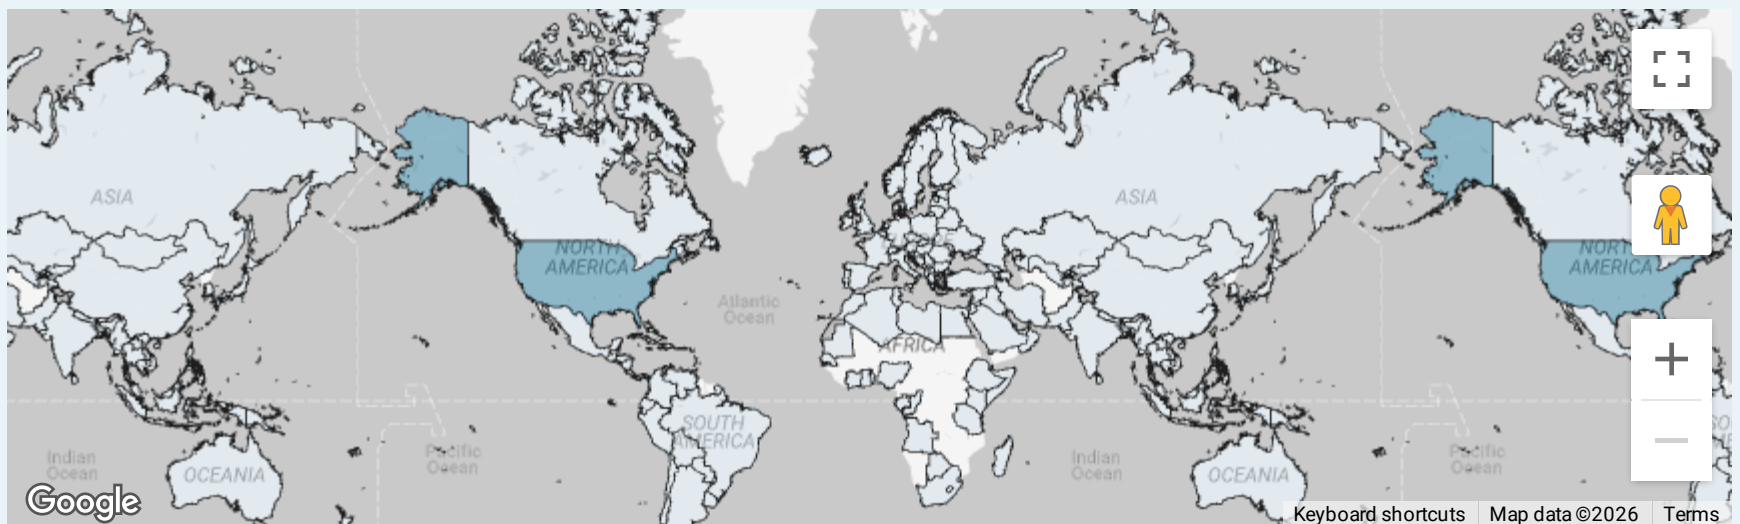 ASIA
NORTH
AMERICA
Atlantic
Ocean
AFRICA
ASIA
NORT
AMERICA
SOUTH
AMERICA
Indian
Ocean
OCEANIA
Pacific
Ocean
Indian
Ocean
OCEANIA
Pacific
Ocean
SO
Google
Keyboard shortcuts
Map data ©2026
Terms